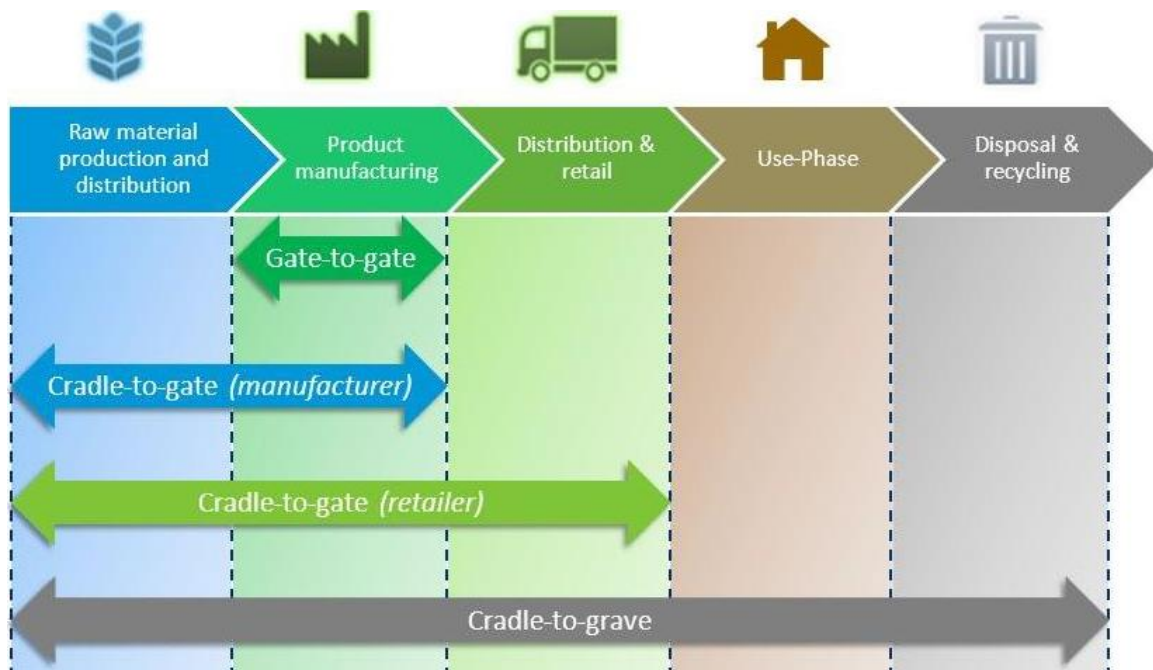 Raw material
production and
distribution
Product
manufacturing
Distribution &
retail
Use-Phase
Disposal &
recycling
Gate-to-gate
Cradle-to-gate (manufacturer)
Cradle-to-gate (retailer)
Cradle-to-grave